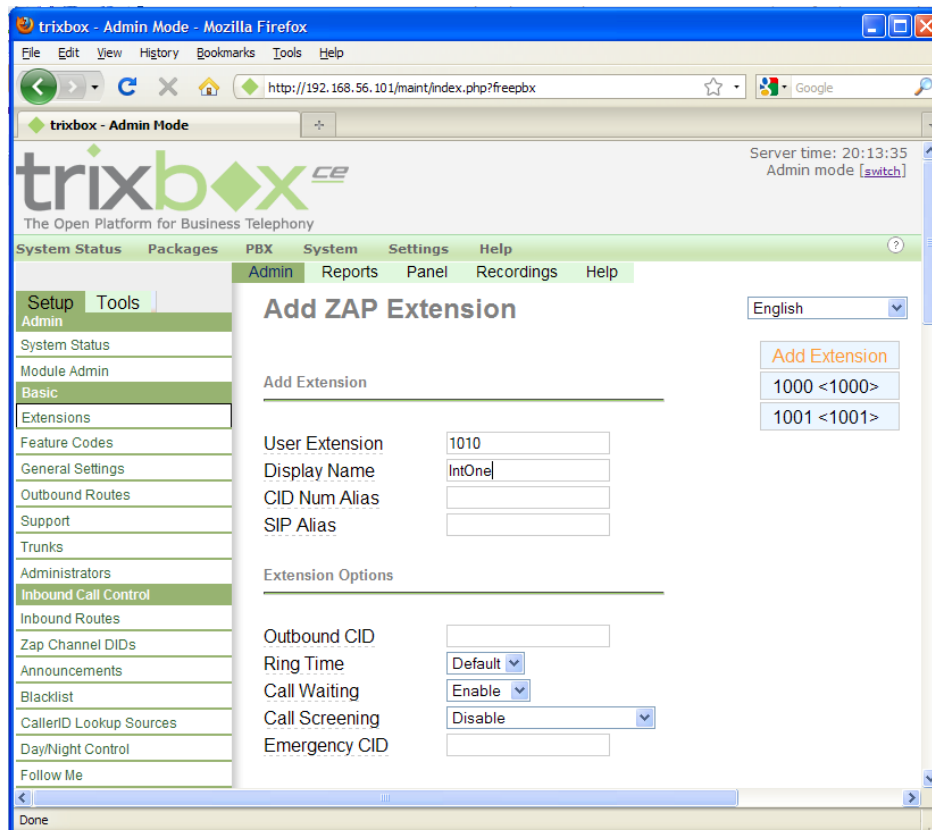 trixbox - Admin Mode - Mozilla Firefox
File Edit View History Bookmarks Tools Help
http://192.168.56.101/maint/index.php?freepbx
Google
trixbox - Admin Mode
Server time: 20:13:35
Admin mode [switch]
trixbox CE
The Open Platform for Business Telephony
System Status Packages PBX System Settings Help ?
Admin Reports Panel Recordings Help
Setup Tools
Admin
System Status
Module Admin
Basic
Extensions
Feature Codes
General Settings
Outbound Routes
Support
Trunks
Administrators
Inbound Call Control
Inbound Routes
Zap Channel DIDs
Announcements
Blacklist
CallerID Lookup Sources
Day/Night Control
Follow Me
Add ZAP Extension
English
Add Extension
1000 <1000>
1001 <1001>
Add Extension
User Extension 1010
Display Name IntOne
CID Num Alias
SIP Alias
Extension Options
Outbound CID
Ring Time Default
Call Waiting Enable
Call Screening Disable
Emergency CID
Done